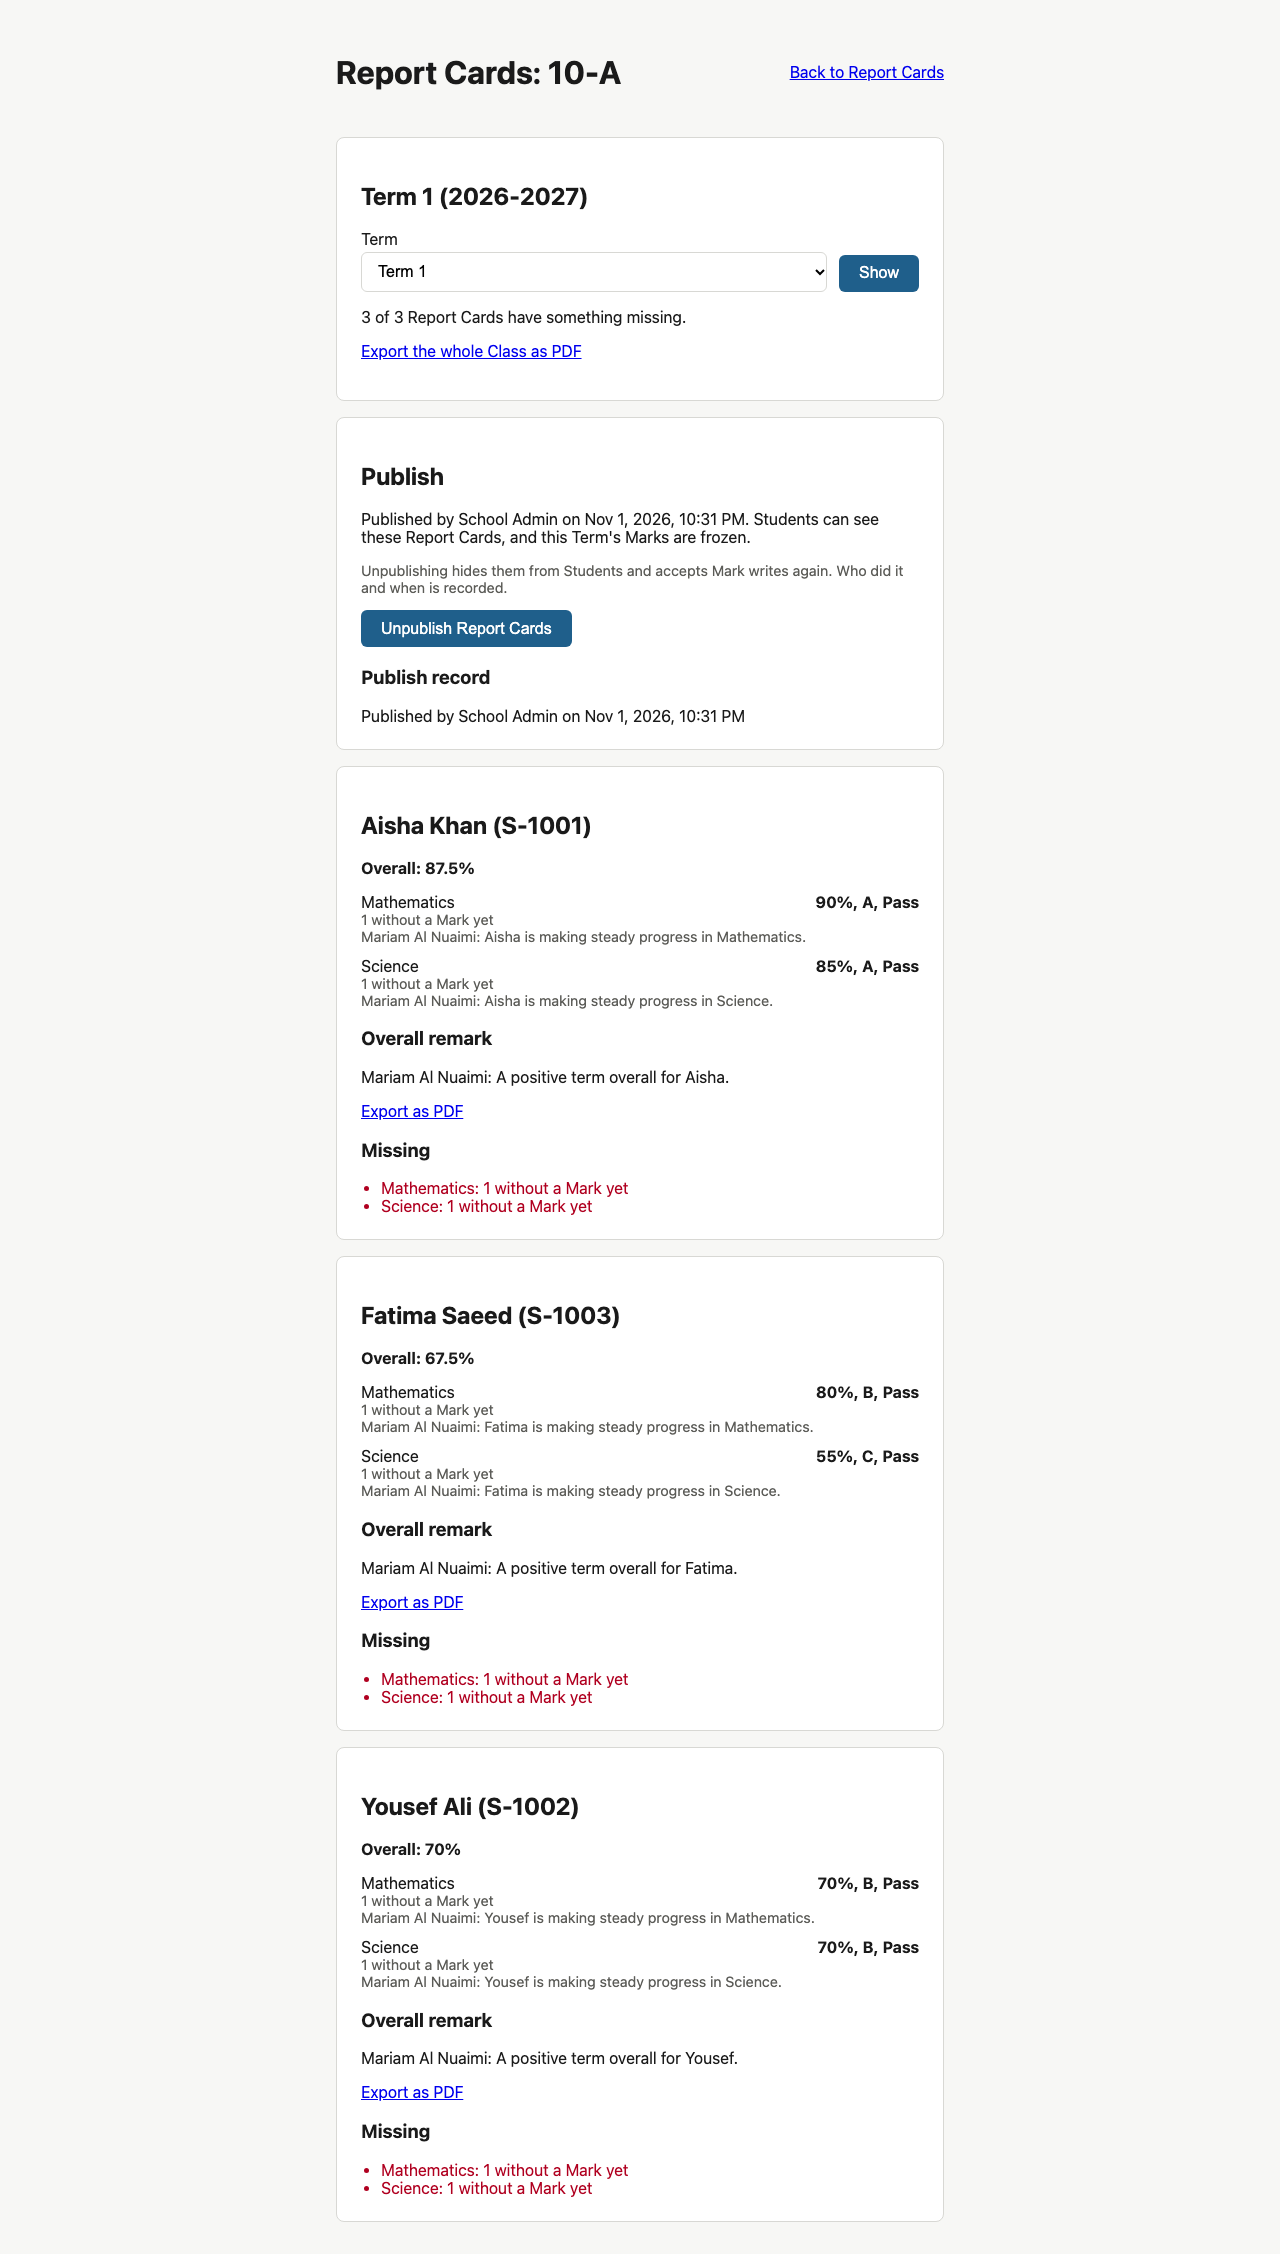 Report Cards: 10-A
Back to Report Cards
Term 1 (2026-2027)
Term
Term 1
Show
3 of 3 Report Cards have something missing.
Export the whole Class as PDF
Publish
Published by School Admin on Nov 1, 2026, 10:31 PM. Students can see
these Report Cards, and this Term's Marks are frozen.
Unpublishing hides them from Students and accepts Mark writes again. Who did it
and when is recorded.
Unpublish Report Cards
Publish record
Published by School Admin on Nov 1, 2026, 10:31 PM
Aisha Khan (S-1001)
Overall: 87.5%
Mathematics
90%, A, Pass
1 without a Mark yet
Mariam Al Nuaimi: Aisha is making steady progress in Mathematics.
Science
85%, A, Pass
1 without a Mark yet
Mariam Al Nuaimi: Aisha is making steady progress in Science.
Overall remark
Mariam Al Nuaimi: A positive term overall for Aisha.
Export as PDF
Missing
• Mathematics: 1 without a Mark yet
• Science: 1 without a Mark yet
Fatima Saeed (S-1003)
Overall: 67.5%
Mathematics
80%, B, Pass
1 without a Mark yet
Mariam Al Nuaimi: Fatima is making steady progress in Mathematics.
Science
55%, C, Pass
1 without a Mark yet
Mariam Al Nuaimi: Fatima is making steady progress in Science.
Overall remark
Mariam Al Nuaimi: A positive term overall for Fatima.
Export as PDF
Missing
• Mathematics: 1 without a Mark yet
• Science: 1 without a Mark yet
Yousef Ali (S-1002)
Overall: 70%
Mathematics
70%, B, Pass
1 without a Mark yet
Mariam Al Nuaimi: Yousef is making steady progress in Mathematics.
Science
70%, B, Pass
1 without a Mark yet
Mariam Al Nuaimi: Yousef is making steady progress in Science.
Overall remark
Mariam Al Nuaimi: A positive term overall for Yousef.
Export as PDF
Missing
• Mathematics: 1 without a Mark yet
• Science: 1 without a Mark yet